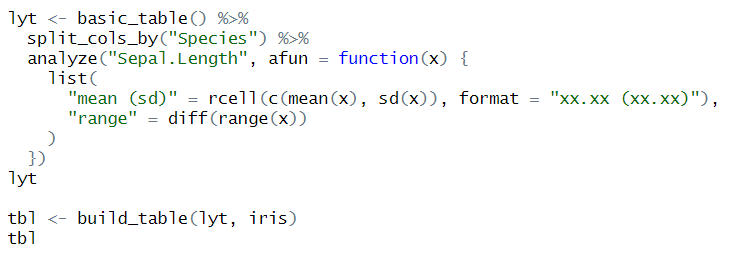 lyt <- basic_table() %>%
  split_cols_by("Species") %>%
  analyze("Sepal.Length", afun = function(x) {
    list(
      "mean (sd)" = rcell(c(mean(x), sd(x)), format = "xx.xx (xx.xx)"),
      "range" = diff(range(x))
    )
  })
lyt

tbl <- build_table(lyt, iris)
tbl